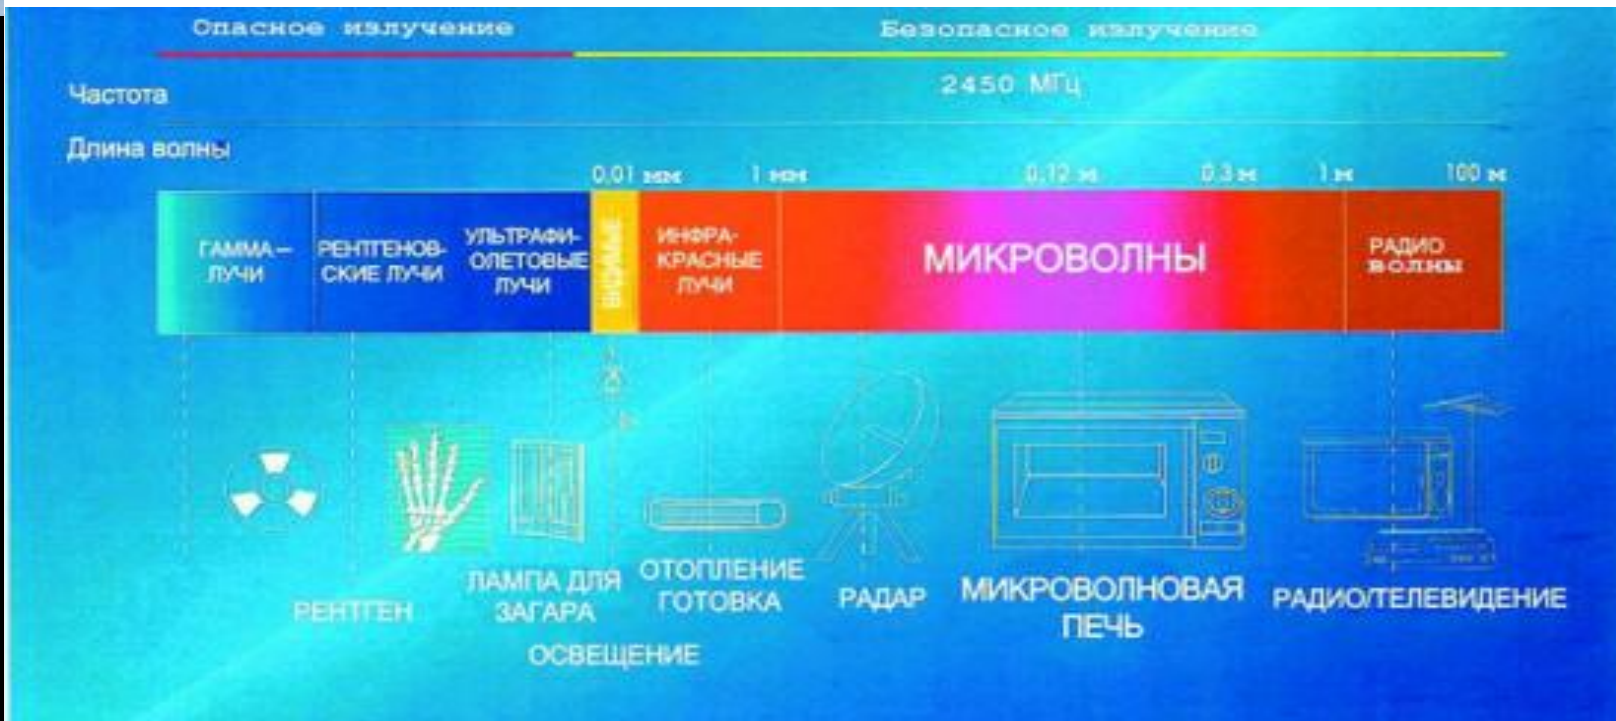 Опасное излучение
Безопасное излучение
Частота
2450 МГц
Длина волны
0,01 мм
1 мм
0,12 м
0,3 м
1 м
100 м
ГАММА—
ЛУЧИ
РЕНТГЕНОВ-
СКИЕ ЛУЧИ
УЛЬТРАФИ-
ОЛЕТОВЫЕ
ЛУЧИ
ВИДИМЫЕ
ИНФРА-
КРАСНЫЕ
ЛУЧИ
МИКРОВОЛНЫ
РАДИО
ВОЛНЫ
РЕНТГЕН
ЛАМПА ДЛЯ
ЗАГАРА
ОСВЕЩЕНИЕ
ОТОПЛЕНИЕ
ГОТОВКА
РАДАР
МИКРОВОЛНОВАЯ
ПЕЧЬ
РАДИО/ТЕЛЕВИДЕНИЕ